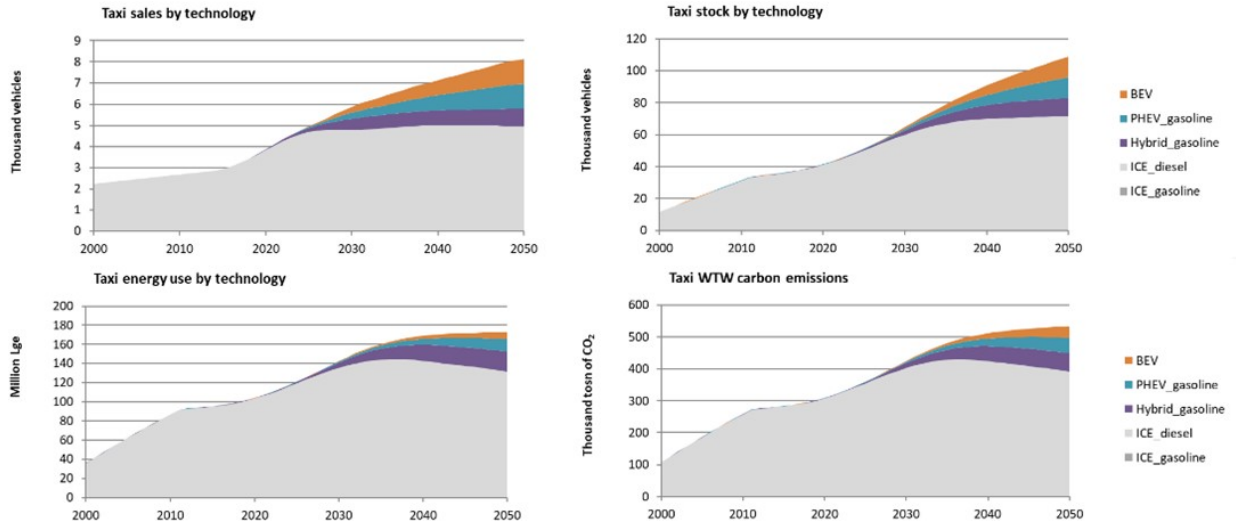 Taxi sales by technology
Thousand vehicles
9
8
7
6
5
4
3
2
1
0
2000 2010 2020 2030 2040 2050
Taxi stock by technology
Thousand vehicles
120
100
80
60
40
20
0
2000 2010 2020 2030 2040 2050
BEV
PHEV_gasoline
Hybrid_gasoline
ICE_diesel
ICE_gasoline
Taxi energy use by technology
Million Lge
200
180
160
140
120
100
80
60
40
20
0
2000 2010 2020 2030 2040 2050
Taxi WTW carbon emissions
Thousand tosn of CO₂
600
500
400
300
200
100
0
2000 2010 2020 2030 2040 2050
BEV
PHEV_gasoline
Hybrid_gasoline
ICE_diesel
ICE_gasoline